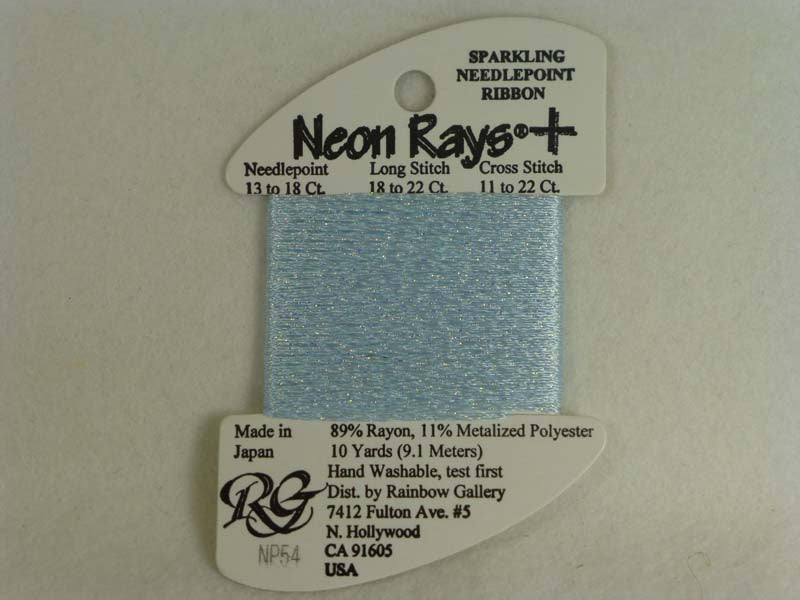 SPARKLING
NEEDLEPOINT
RIBBON
Neon Rays®+
Needlepoint Long Stitch Cross Stitch
13 to 18 Ct. 18 to 22 Ct. 11 to 22 Ct.
Made in
Japan
89% Rayon, 11% Metalized Polyester
10 Yards (9.1 Meters)
Hand Washable, test first
Dist. by Rainbow Gallery
7412 Fulton Ave. #5
N. Hollywood
CA 91605
USA
RG
NP54